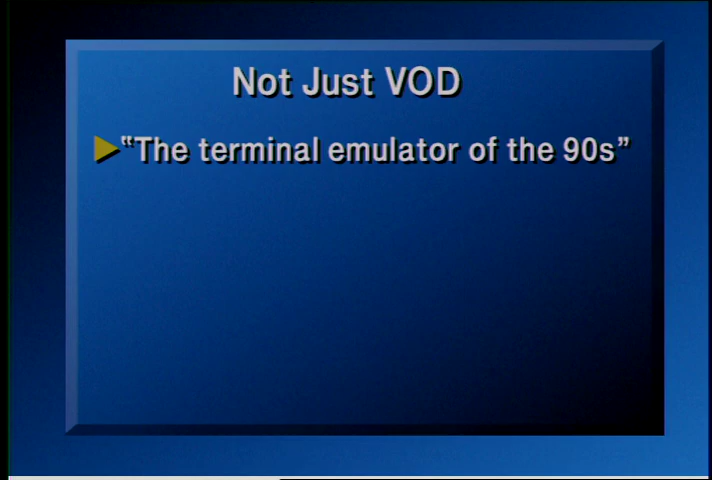 Not Just VOD
“The terminal emulator of the 90s”